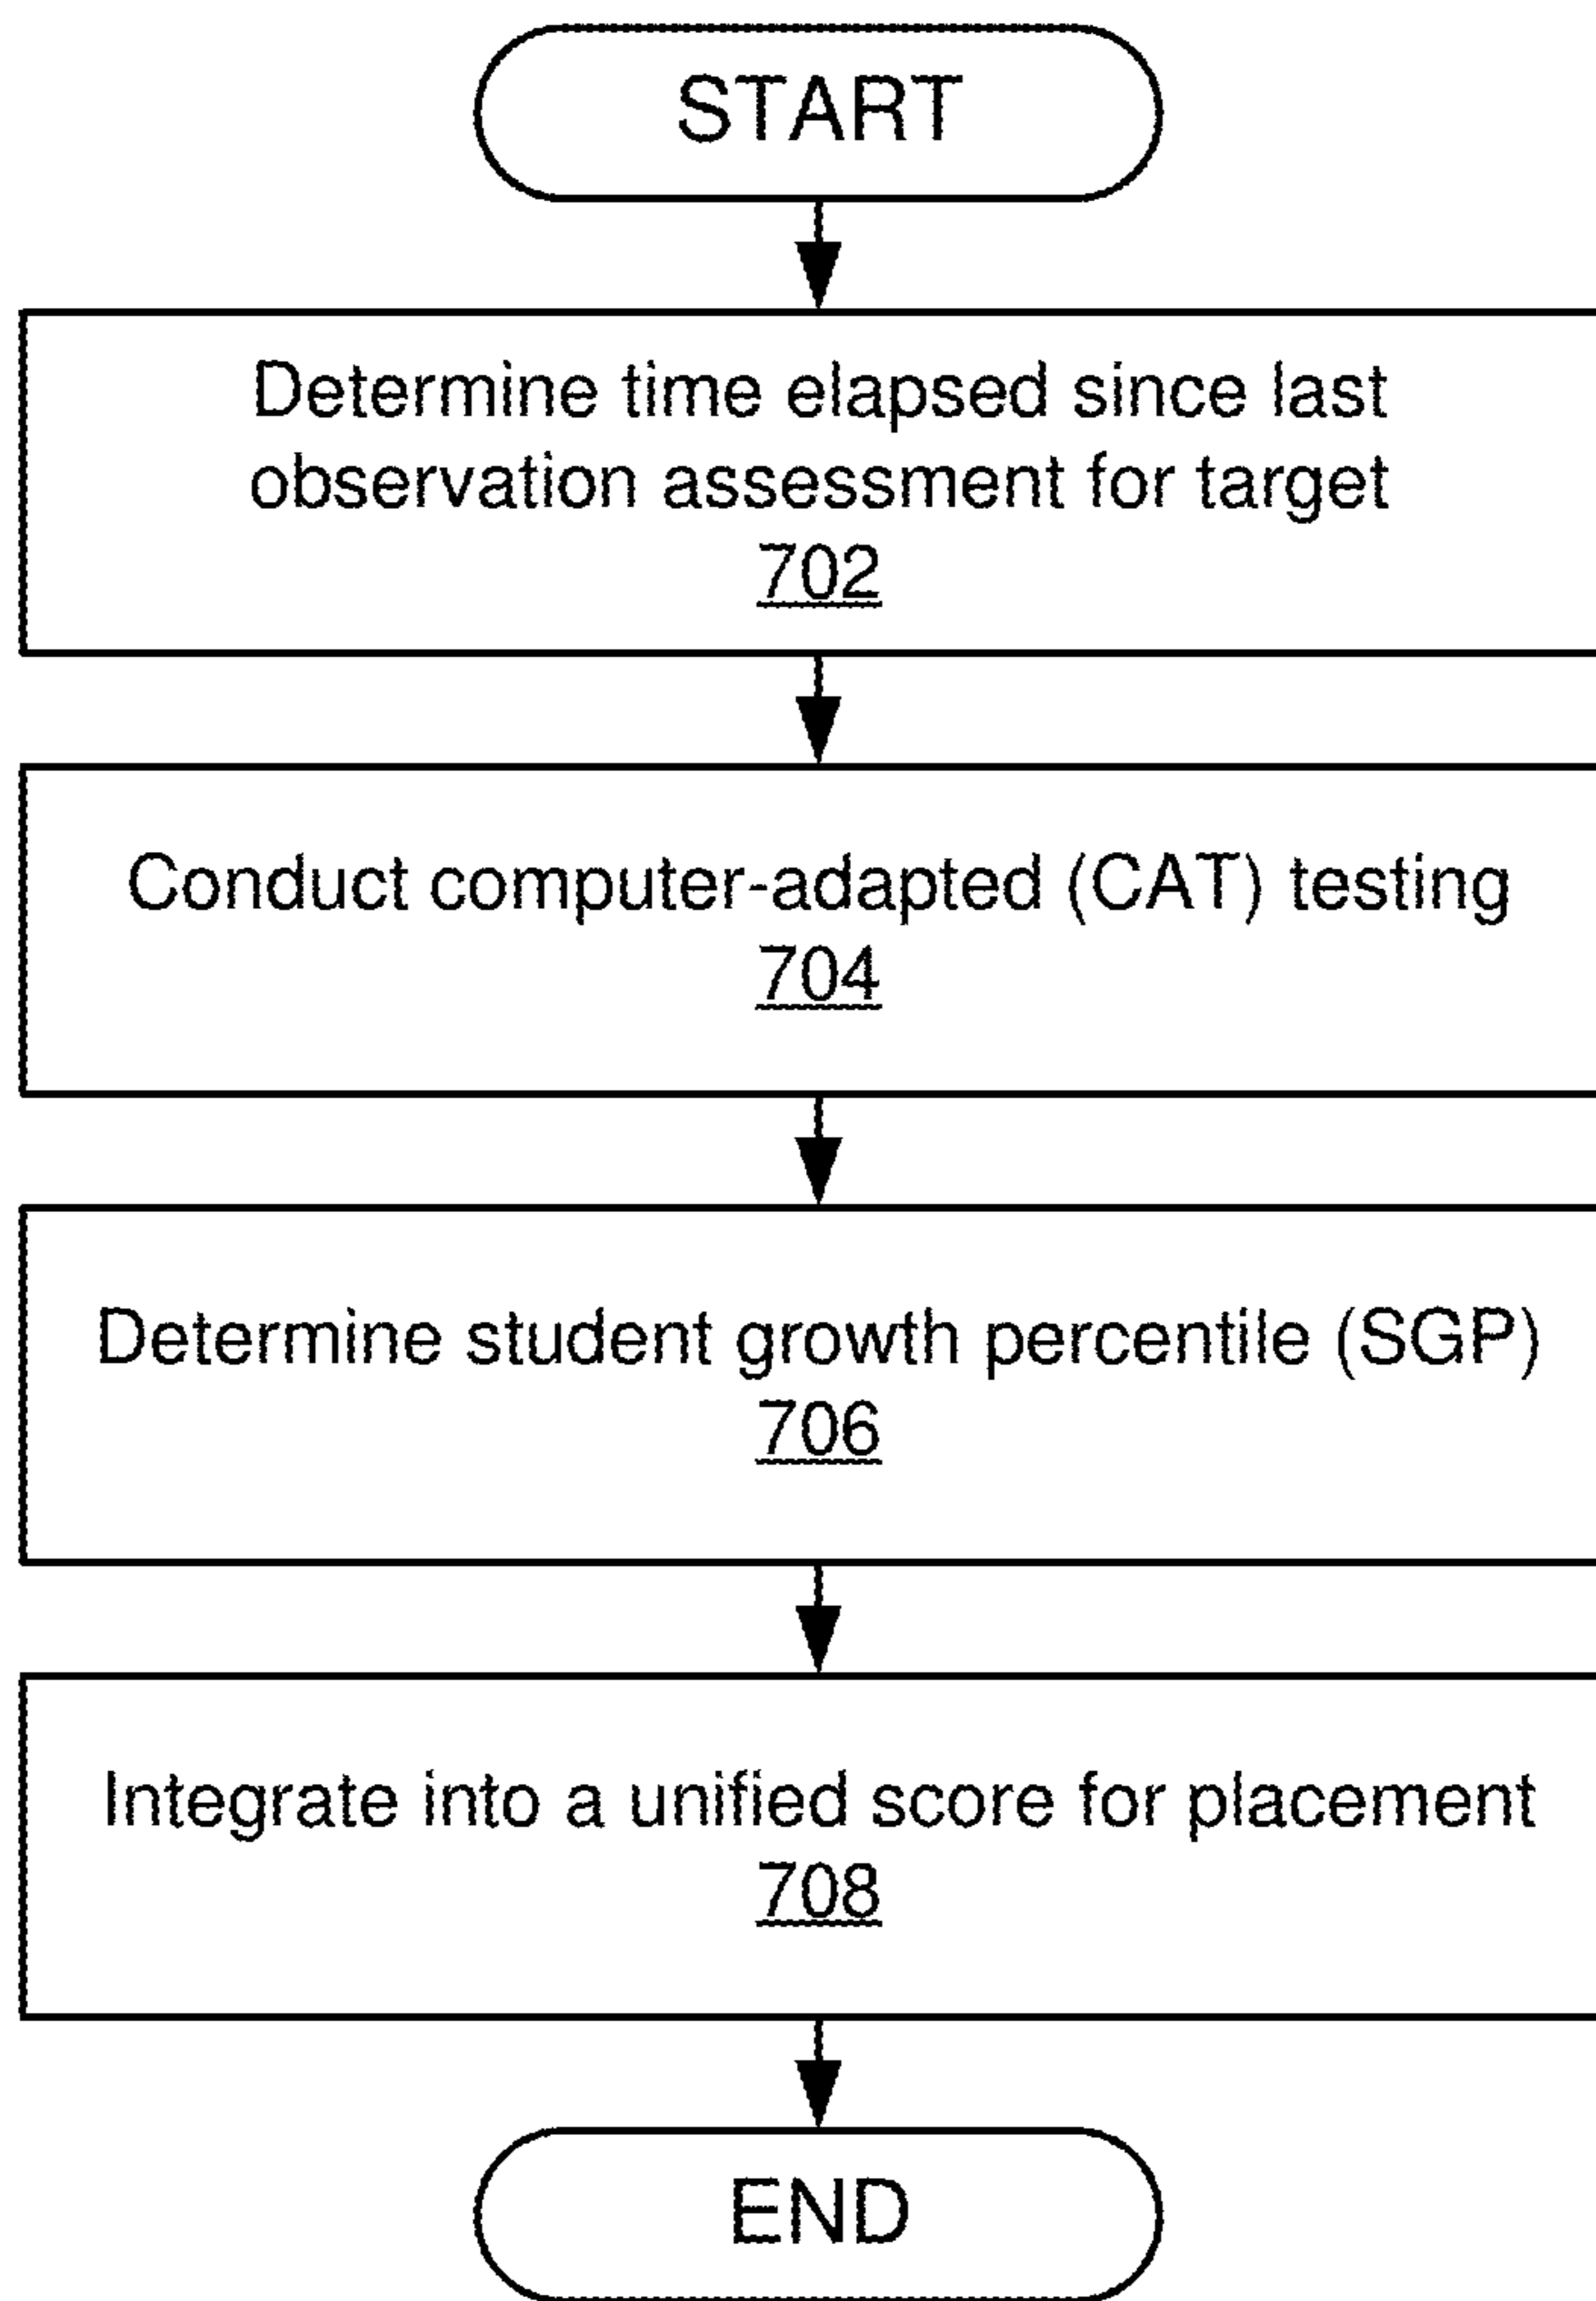 START
Determine time elapsed since last
observation assessment for target
702
Conduct computer-adapted (CAT) testing
704
Determine student growth percentile (SGP)
706
Integrate into a unified score for placement
708
END